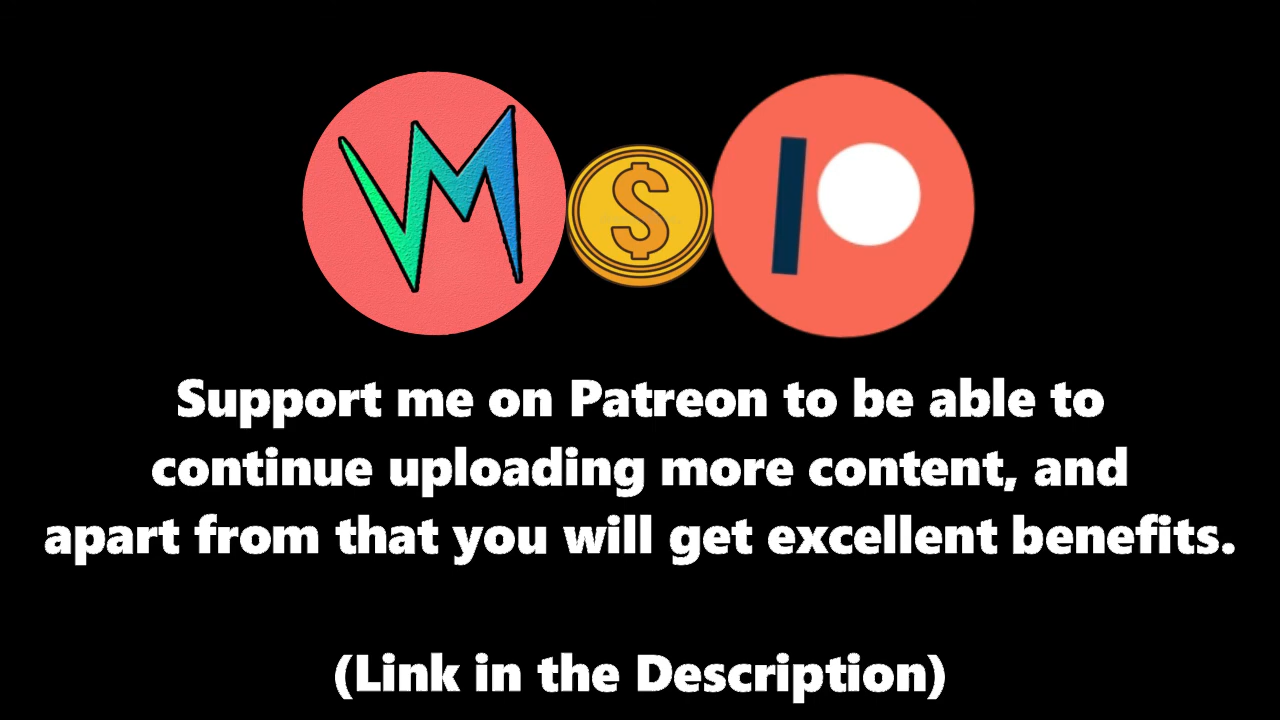 VM
$
Support me on Patreon to be able to
continue uploading more content, and
apart from that you will get excellent benefits.
(Link in the Description)